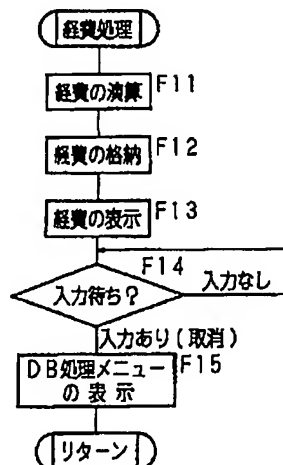 経費処理
経費の演算 F11
経費の格納 F12
経費の表示 F13
F14
入力待ち? 入力なし
入力あり(取消)
DB処理メニュー F15
の表示
リターン